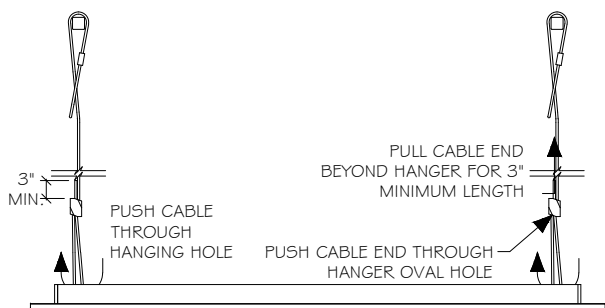 3"
MIN.
PUSH CABLE
THROUGH
HANGING HOLE
PULL CABLE END
BEYOND HANGER FOR 3"
MINIMUM LENGTH
PUSH CABLE END THROUGH
HANGER OVAL HOLE